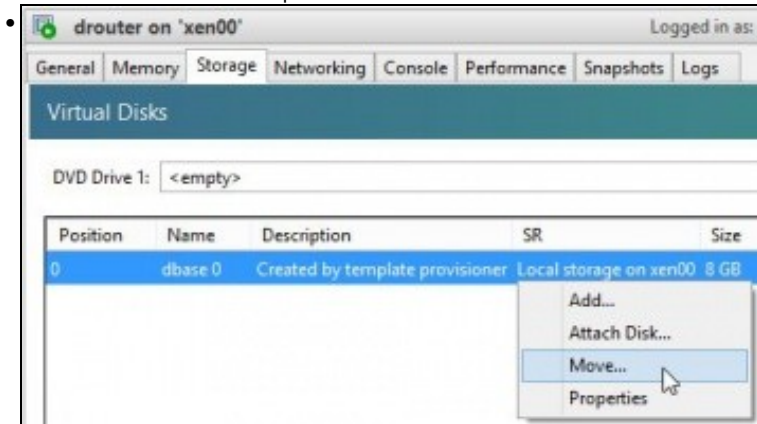 drouter on 'xen00' Logged in as:
General Memory Storage Networking Console Performance Snapshots Logs
Virtual Disks
DVD Drive 1: <empty>
Position Name Description SR Size
0 dbase 0 Created by template provisioner Local storage on xen00 8 GB
Add...
Attach Disk...
Move...
Properties